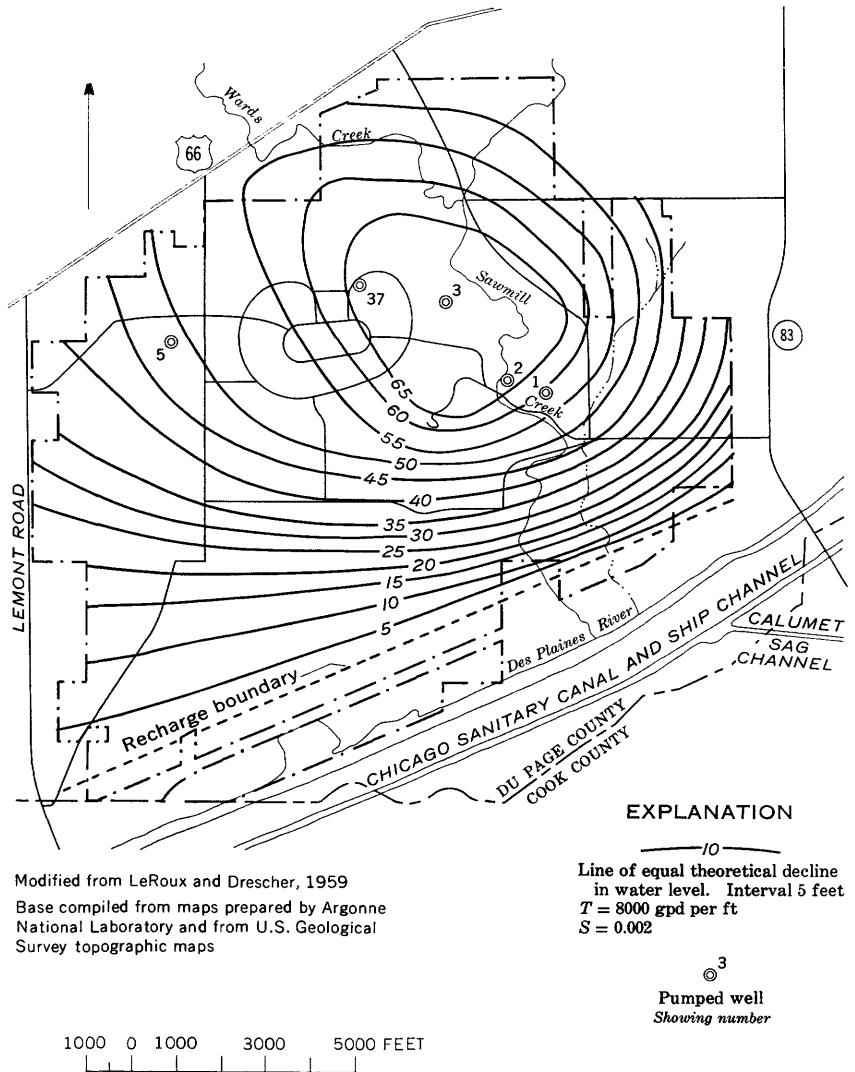 Wards
Creek
66
Sawmill
37
3
5
83
2
1
Creek
65
60
55
50
45
40
35
30
25
20
15
10
5
LEMONT ROAD
Recharge boundary
Des Plaines River
CHICAGO SANITARY CANAL AND SHIP CHANNEL
CALUMET
SAG
CHANNEL
DU PAGE COUNTY
COOK COUNTY
EXPLANATION
10
Line of equal theoretical decline
in water level. Interval 5 feet
T = 8000 gpd per ft
S = 0.002
3
Pumped well
Showing number
Modified from LeRoux and Drescher, 1959
Base compiled from maps prepared by Argonne
National Laboratory and from U.S. Geological
Survey topographic maps
1000 0 1000 3000 5000 FEET